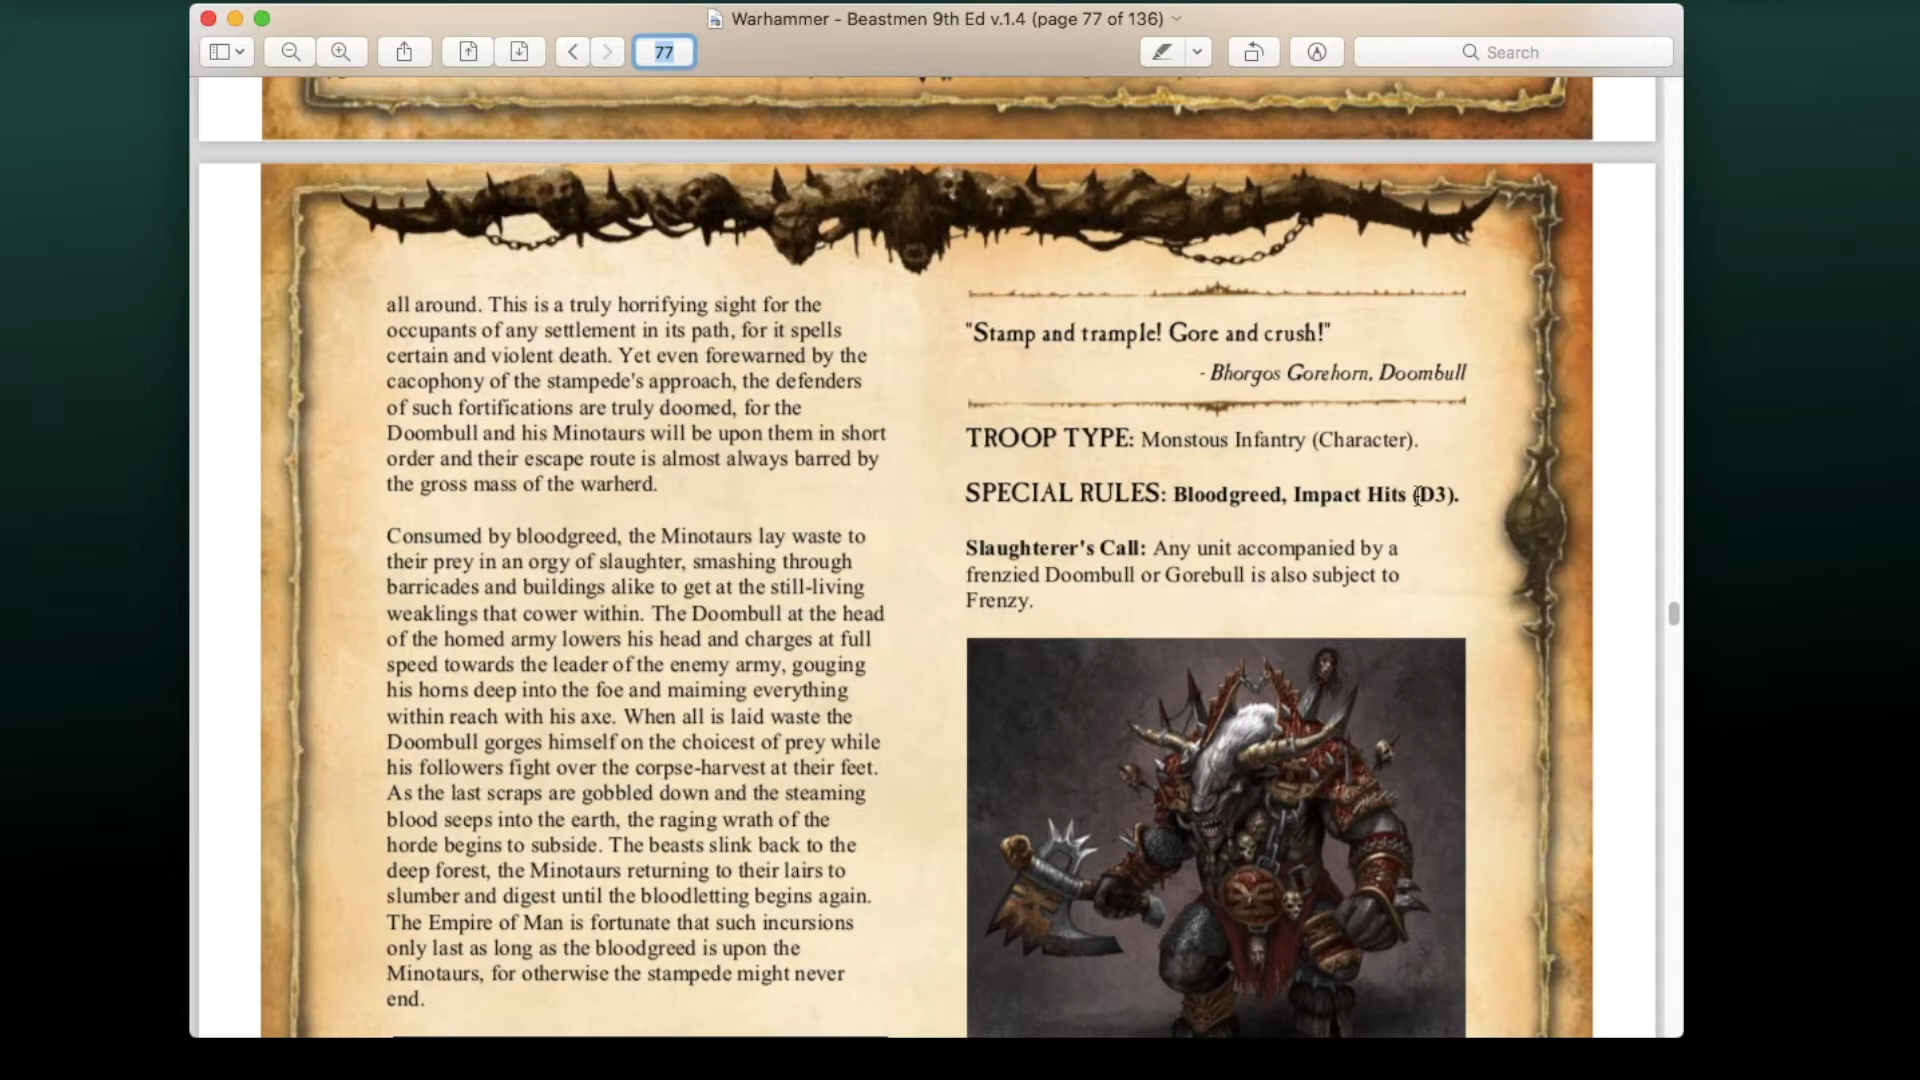 Warhammer - Beastmen 9th Ed v.1.4 (page 77 of 136)
77
Search
all around. This is a truly horrifying sight for the
occupants of any settlement in its path, for it spells
certain and violent death. Yet even forewarned by the
cacophony of the stampede's approach, the defenders
of such fortifications are truly doomed, for the
Doombull and his Minotaurs will be upon them in short
order and their escape route is almost always barred by
the gross mass of the warherd.
Consumed by bloodgreed, the Minotaurs lay waste to
their prey in an orgy of slaughter, smashing through
barricades and buildings alike to get at the still-living
weaklings that cower within. The Doombull at the head
of the homed army lowers his head and charges at full
speed towards the leader of the enemy army, gouging
his homs deep into the foe and maiming everything
within reach with his axe. When all is laid waste the
Doombull gorges himself on the choicest of prey while
his followers fight over the corpse-harvest at their feet.
As the last scraps are gobbled down and the steaming
blood seeps into the earth, the raging wrath of the
horde begins to subside. The beasts slink back to the
deep forest, the Minotaurs returning to their lairs to
slumber and digest until the bloodletting begins again.
The Empire of Man is fortunate that such incursions
only last as long as the bloodgreed is upon the
Minotaurs, for otherwise the stampede might never
end.
"Stamp and trample! Gore and crush!"
- Bhorgos Gorehorn, Doombull
TROOP TYPE: Monstous Infantry (Character).
SPECIAL RULES: Bloodgreed, Impact Hits (D3).
Slaughterer's Call: Any unit accompanied by a
frenzied Doombull or Gorebull is also subject to
Frenzy.